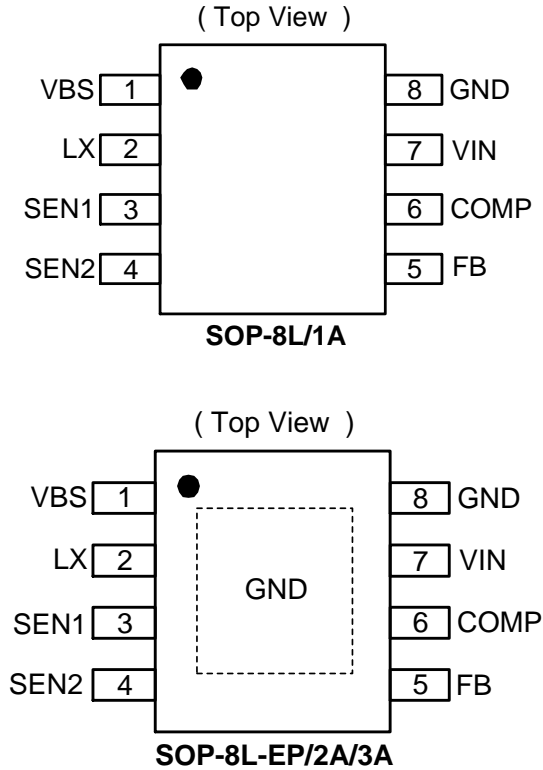 ( Top View )
VBS 1 8 GND
LX 2 7 VIN
SEN1 3 6 COMP
SEN2 4 5 FB
SOP-8L/1A
( Top View )
VBS 1 8 GND
LX 2 7 VIN
GND
SEN1 3 6 COMP
SEN2 4 5 FB
SOP-8L-EP/2A/3A